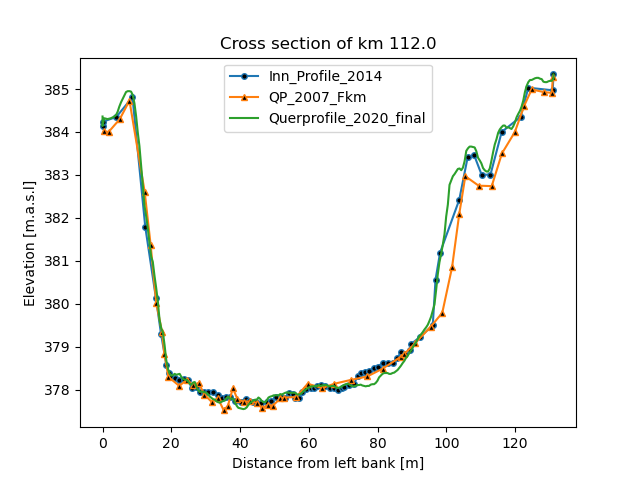 Cross section of km 112.0
Inn_Profile_2014
QP_2007_Fkm
Querprofile_2020_final
Elevation [m.a.s.l]
385
384
383
382
381
380
379
378
0 20 40 60 80 100 120
Distance from left bank [m]